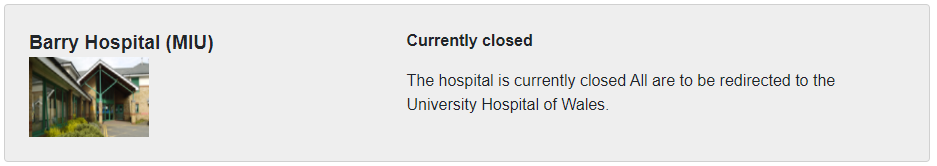 Barry Hospital (MIU)
Currently closed
The hospital is currently closed All are to be redirected to the
University Hospital of Wales.